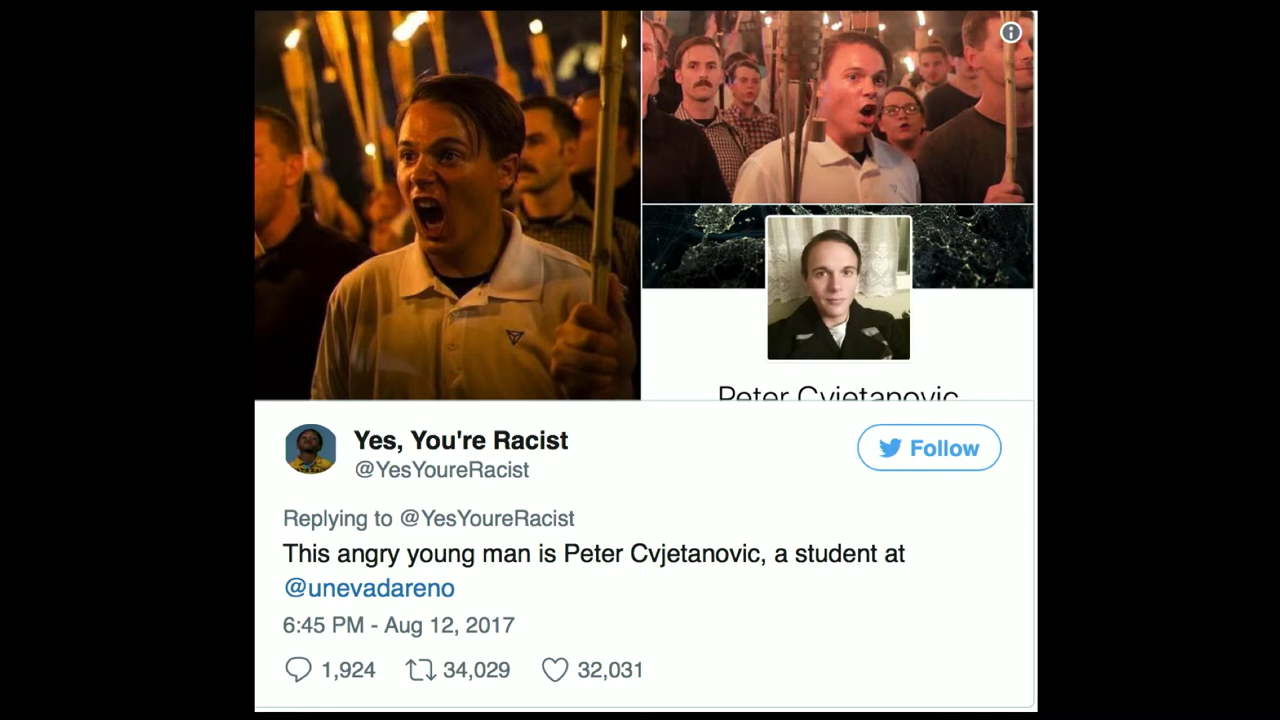 Peter Cvjetanovic
Yes, You're Racist
@YesYoureRacist
Follow
Replying to @YesYoureRacist
This angry young man is Peter Cvjetanovic, a student at
@unevadareno
6:45 PM - Aug 12, 2017
1,924 34,029 32,031